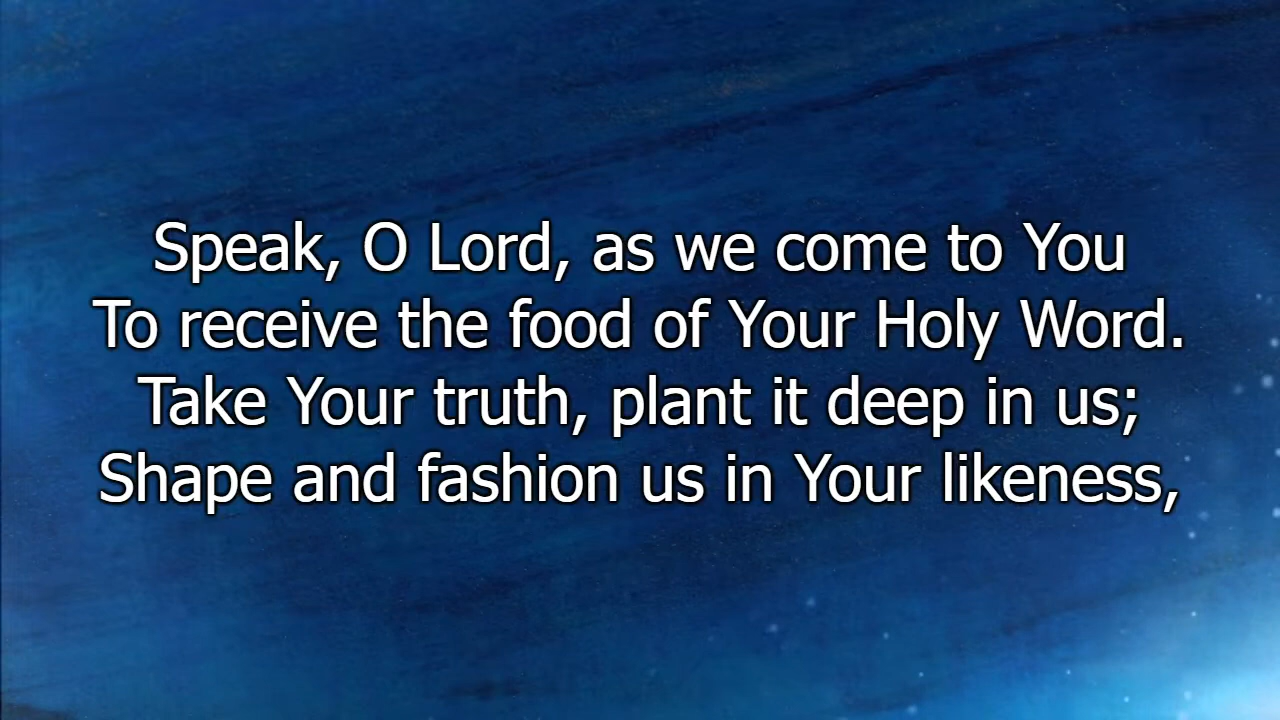 Speak, O Lord, as we come to You
To receive the food of Your Holy Word.
Take Your truth, plant it deep in us;
Shape and fashion us in Your likeness,